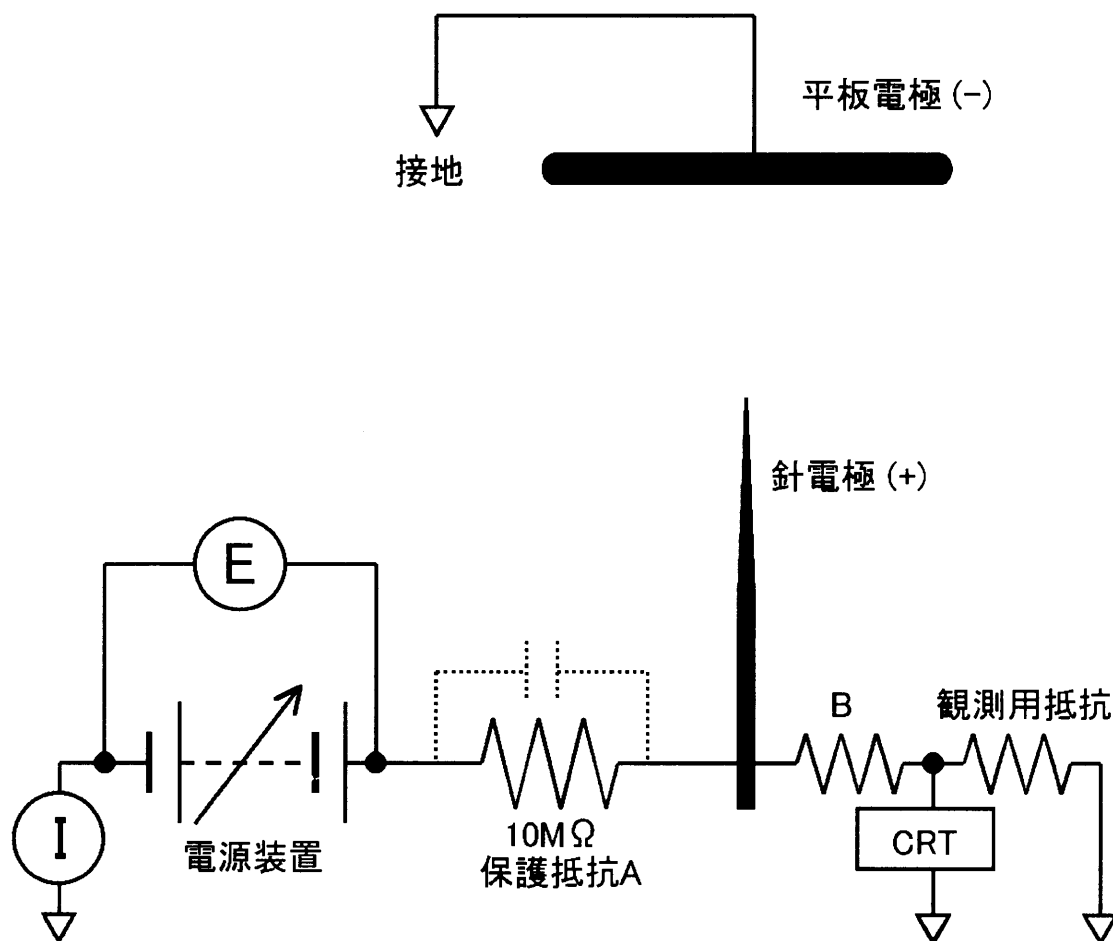 平板電極 (-)
接地
針電極 (+)
E
B
観測用抵抗
I
電源装置
10MΩ
保護抵抗A
CRT